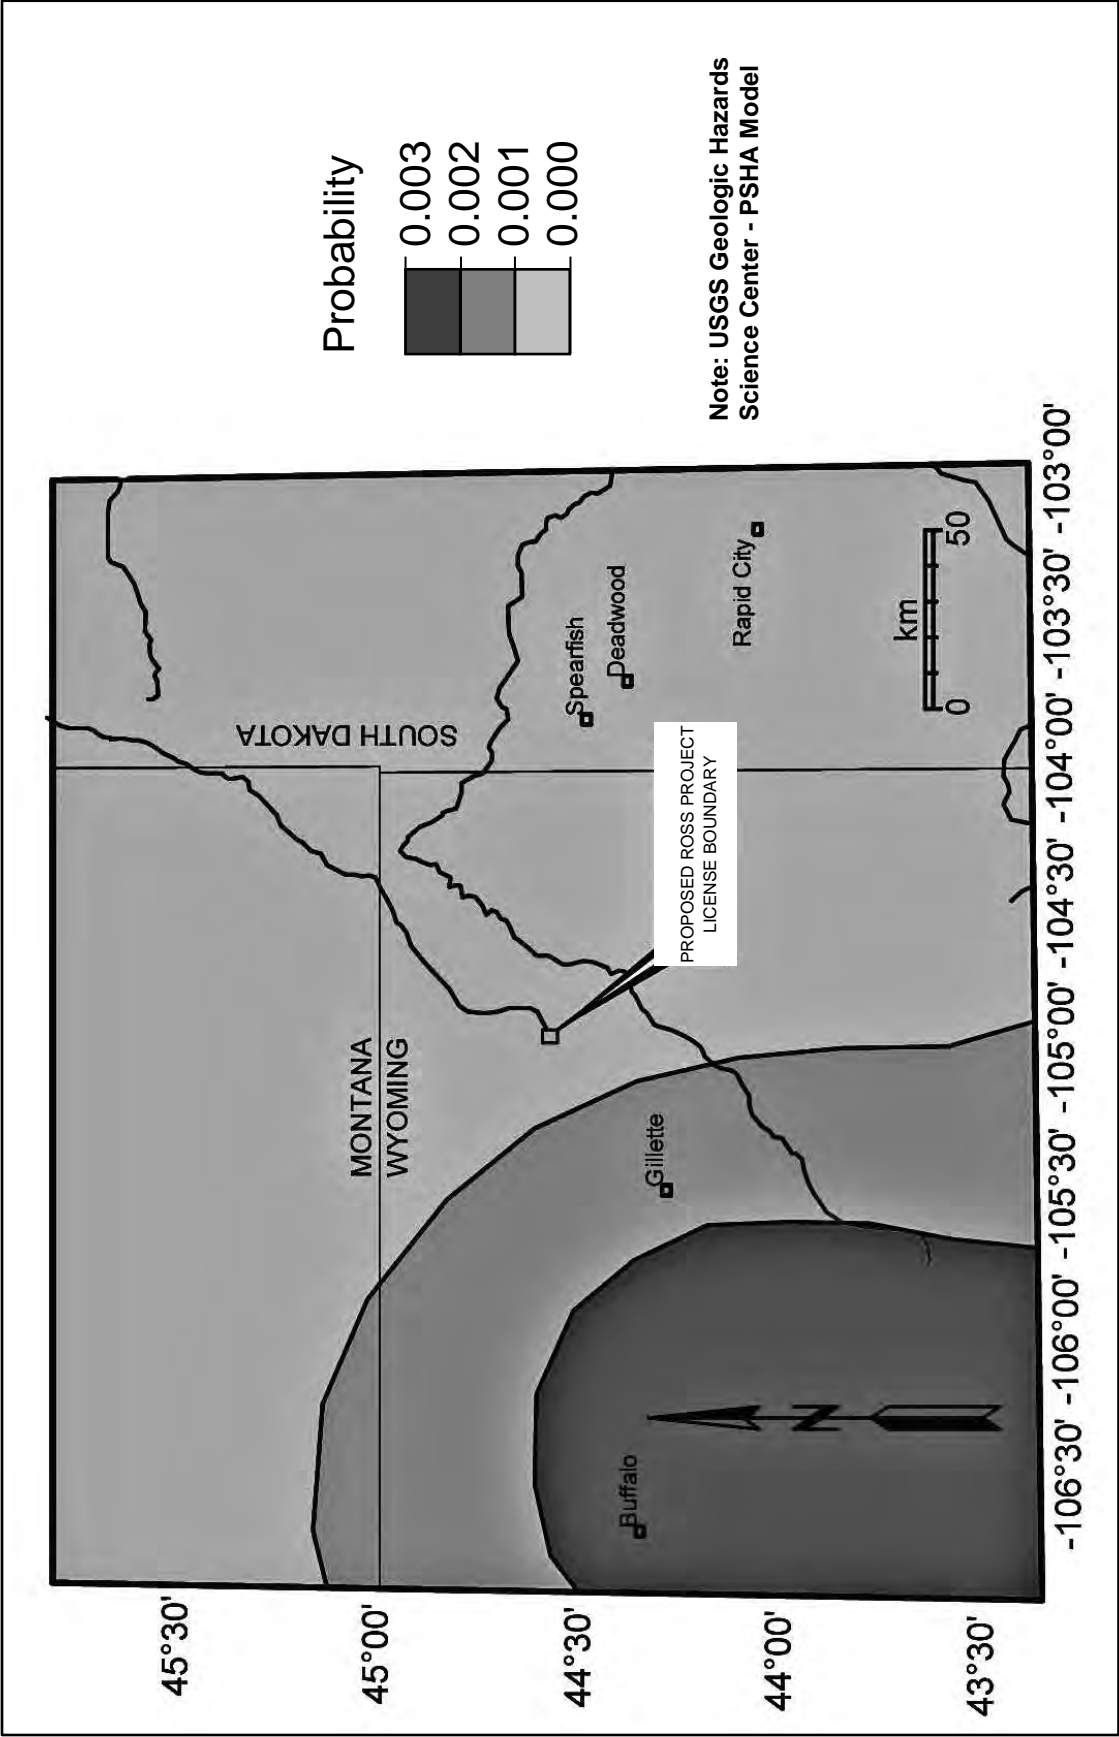 Probability
0.003
0.002
0.001
0.000
Note: USGS Geologic Hazards
Science Center - PSHA Model
MONTANA
WYOMING
SOUTH DAKOTA
Spearfish
Deadwood
Rapid City
Gillette
Buffalo
PROPOSED ROSS PROJECT
LICENSE BOUNDARY
N
km
0
50
45°30'
45°00'
44°30'
44°00'
43°30'
-106°30'
-106°00'
-105°30'
-105°00'
-104°30'
-104°00'
-103°30'
-103°00'